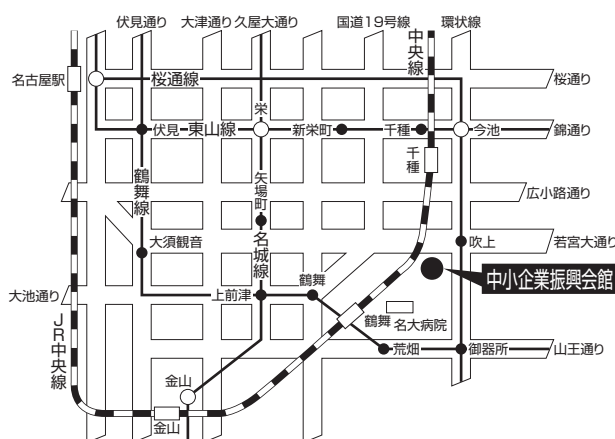 伏見通り
大津通り
久屋大通り
国道19号線
環状線
中央線
名古屋駅
桜通線
桜通り
栄
伏見
東山線
新栄町
千種
今池
錦通り
千種
鶴舞線
矢場町
広小路通り
大須観音
名城線
吹上
若宮大通り
中小企業振興会館
大池通り
上前津
鶴舞
鶴舞
名大病院
JR中央線
荒畑
御器所
山王通り
金山
金山